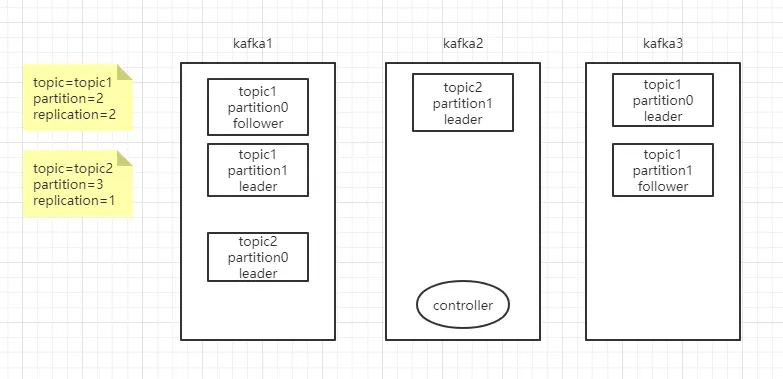 topic=topic1
partition=2
replication=2
topic=topic2
partition=3
replication=1
kafka1
topic1
partition0
follower
topic1
partition1
leader
topic2
partition0
leader
kafka2
topic2
partition1
leader
controller
kafka3
topic1
partition0
leader
topic1
partition1
follower